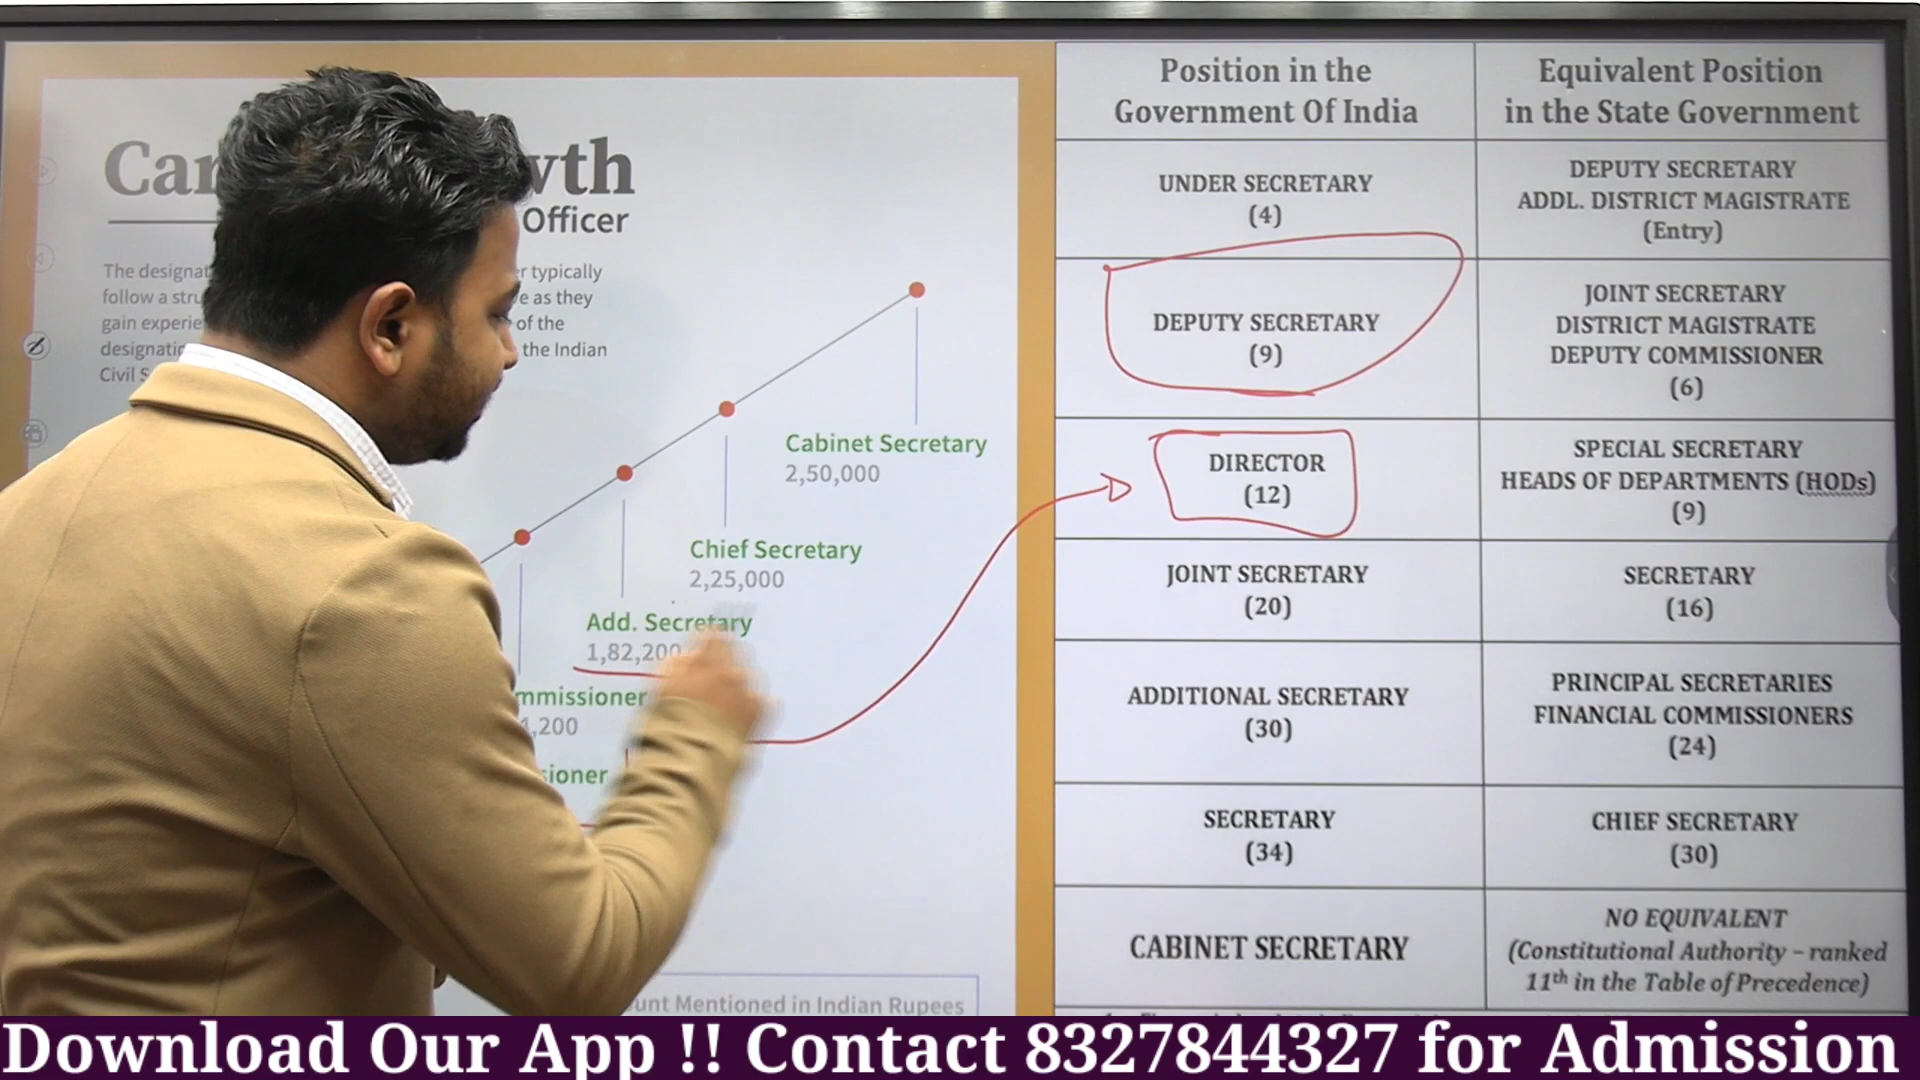 Officer
The designat
follow a stru
gain experie
designatic
Civil S
r typically
e as they
of the
the Indian
Cabinet Secretary
2,50,000
Chief Secretary
2,25,000
Add. Secretary
1,82,200
mmissioner
,200
sioner
unt Mentioned in Indian Rupees
Position in the
Government Of India
Equivalent Position
in the State Government
UNDER SECRETARY
(4)
DEPUTY SECRETARY
ADDL. DISTRICT MAGISTRATE
(Entry)
DEPUTY SECRETARY
(9)
JOINT SECRETARY
DISTRICT MAGISTRATE
DEPUTY COMMISSIONER
(6)
DIRECTOR
(12)
SPECIAL SECRETARY
HEADS OF DEPARTMENTS (HODs)
(9)
JOINT SECRETARY
(20)
SECRETARY
(16)
ADDITIONAL SECRETARY
(30)
PRINCIPAL SECRETARIES
FINANCIAL COMMISSIONERS
(24)
SECRETARY
(34)
CHIEF SECRETARY
(30)
CABINET SECRETARY
NO EQUIVALENT
(Constitutional Authority – ranked
11th in the Table of Precedence)
Download Our App !! Contact 8327844327 for Admission